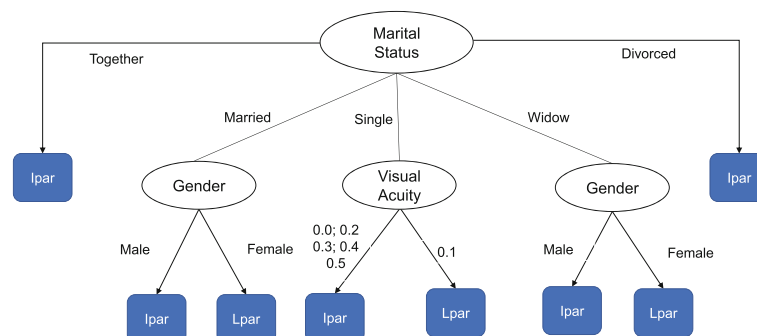 Marital
Status
Together
Divorced
Married
Single
Widow
Ipar
Gender
Visual
Acuity
Gender
Ipar
Male
Female
0.0; 0.2
0.3; 0.4
0.5
0.1
Male
Female
Ipar
Lpar
Ipar
Lpar
Ipar
Lpar